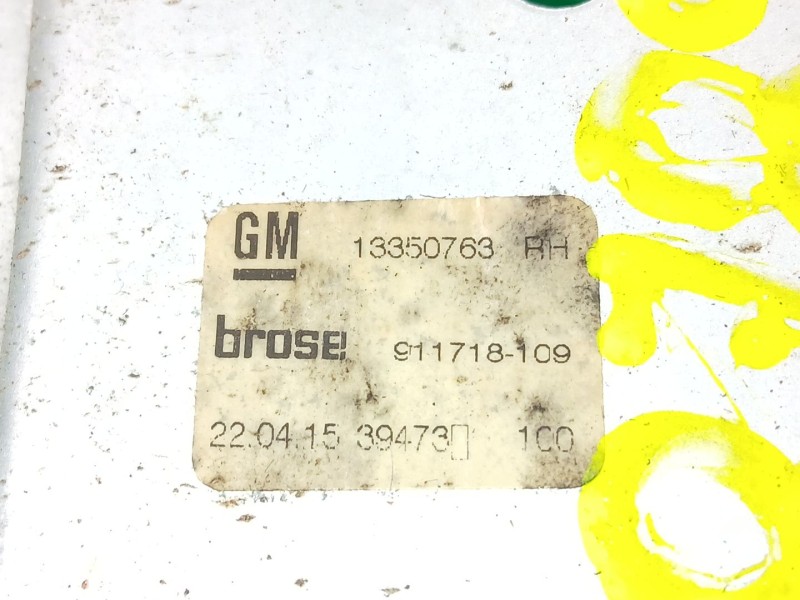 GM 13350763 RH
brose 911718-109
22.04.15 39473 100